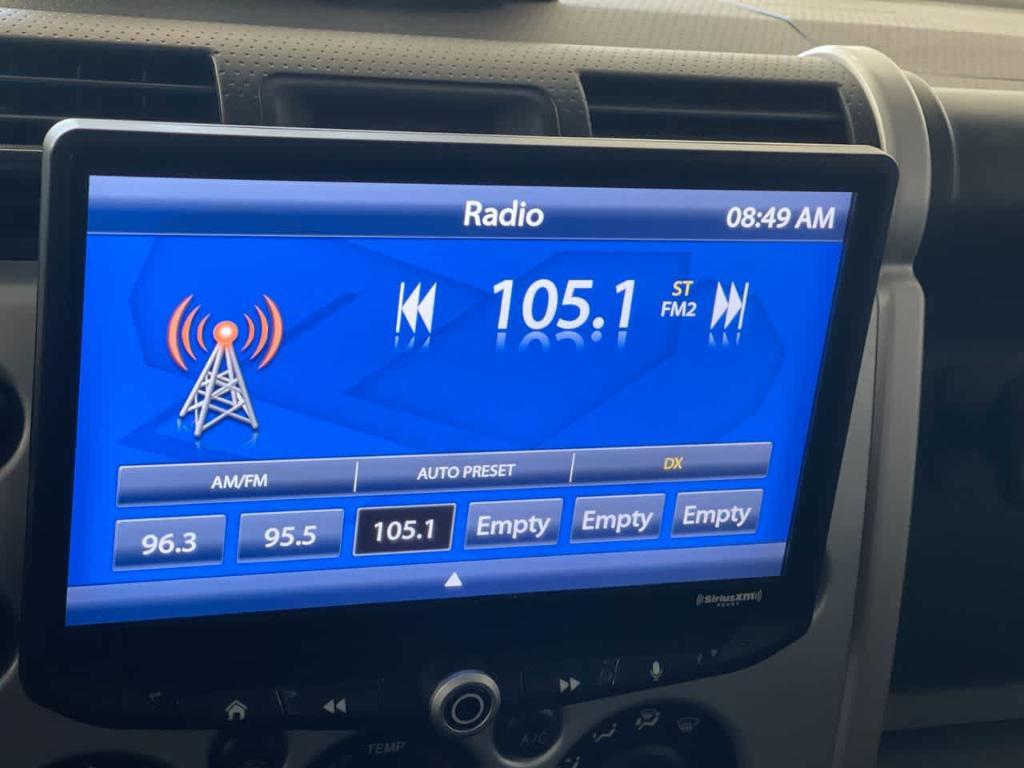 Radio
08:49 AM
105.1
ST
FM2
AM/FM
AUTO PRESET
DX
96.3
95.5
105.1
Empty
Empty
Empty
SiriusXM
READY
TEMP
A/C